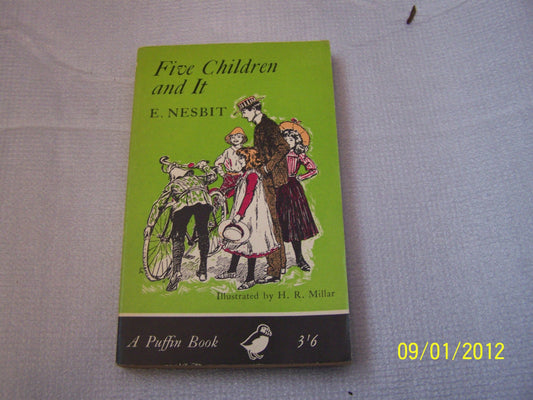 Five Children
and It
E. NESBIT
Illustrated by H. R. Millar
A Puffin Book
3'6
09/01/2012